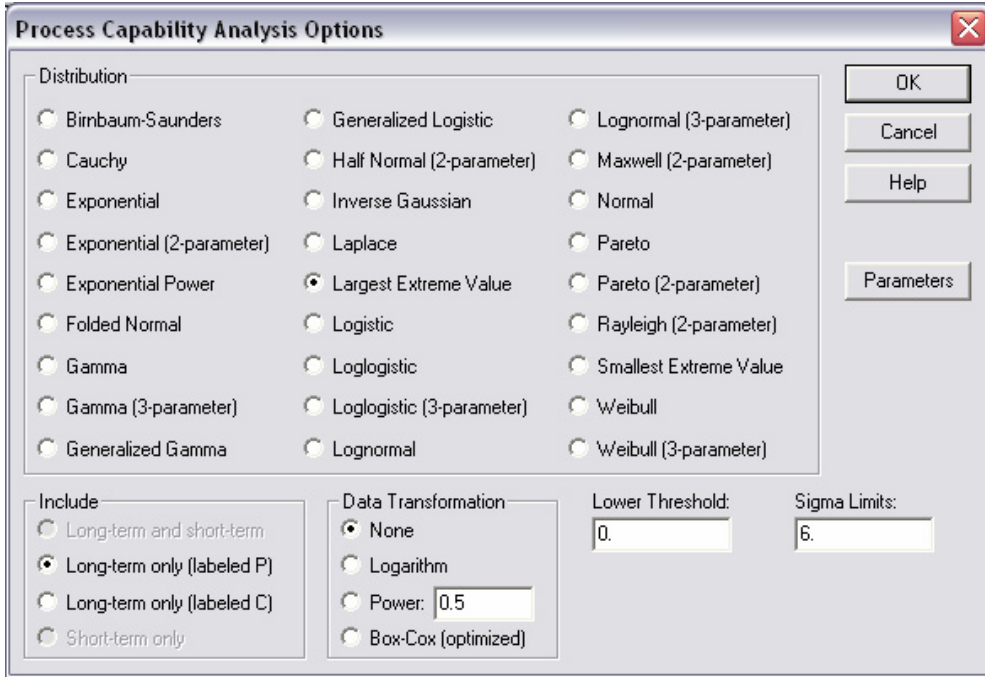 Process Capability Analysis Options
Distribution
Birnbaum-Saunders
Cauchy
Exponential
Exponential (2-parameter)
Exponential Power
Folded Normal
Gamma
Gamma (3-parameter)
Generalized Gamma
Generalized Logistic
Half Normal (2-parameter)
Inverse Gaussian
Laplace
Largest Extreme Value
Logistic
Loglogistic
Loglogistic (3-parameter)
Lognormal
Lognormal (3-parameter)
Maxwell (2-parameter)
Normal
Pareto
Pareto (2-parameter)
Rayleigh (2-parameter)
Smallest Extreme Value
Weibull
Weibull (3-parameter)
OK
Cancel
Help
Parameters
Include
Long-term and short-term
Long-term only (labeled P)
Long-term only (labeled C)
Short-term only
Data Transformation
None
Logarithm
Power: 0.5
Box-Cox (optimized)
Lower Threshold:
0.
Sigma Limits:
6.